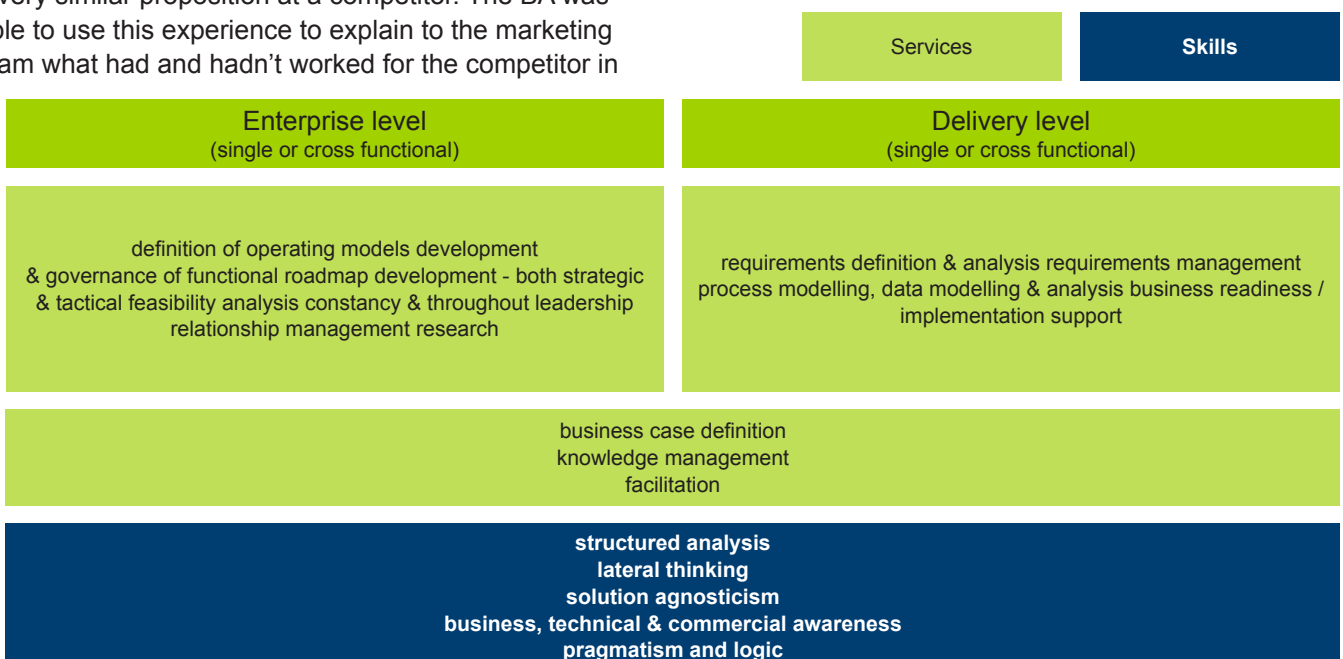 very similar proposition at a competitor. The BA was
able to use this experience to explain to the marketing
team what had and hadn't worked for the competitor in
Services
Skills
Enterprise level
(single or cross functional)
Delivery level
(single or cross functional)
definition of operating models development
& governance of functional roadmap development - both strategic
& tactical feasibility analysis constancy & throughout leadership
relationship management research
requirements definition & analysis requirements management
process modelling, data modelling & analysis business readiness /
implementation support
business case definition
knowledge management
facilitation
structured analysis
lateral thinking
solution agnosticism
business, technical & commercial awareness
pragmatism and logic